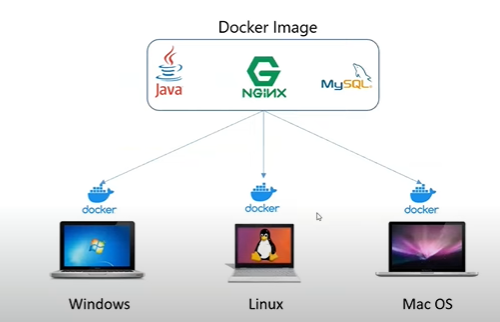 Docker Image
Java
NGiNX
MySQL
docker
docker
docker
Windows
Linux
Mac OS